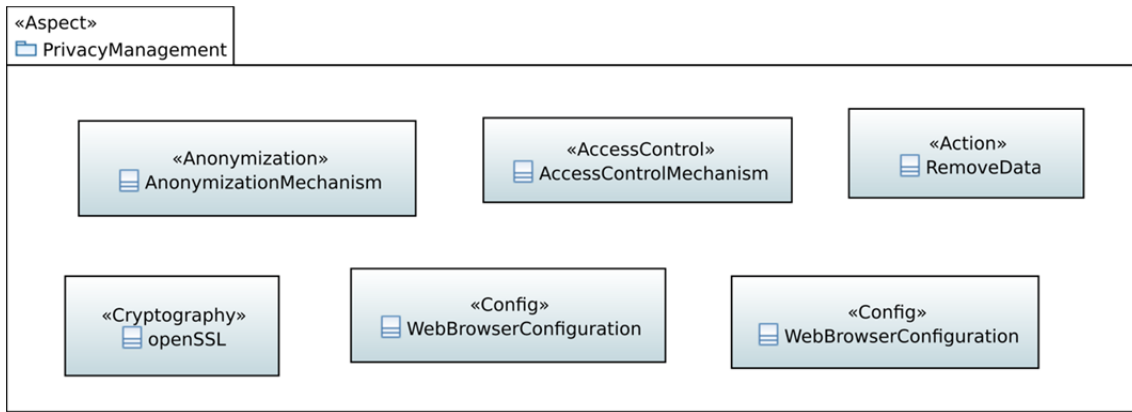 «Aspect»
PrivacyManagement
«Anonymization»
AnonymizationMechanism
«AccessControl»
AccessControlMechanism
«Action»
RemoveData
«Cryptography»
openSSL
«Config»
WebBrowserConfiguration
«Config»
WebBrowserConfiguration